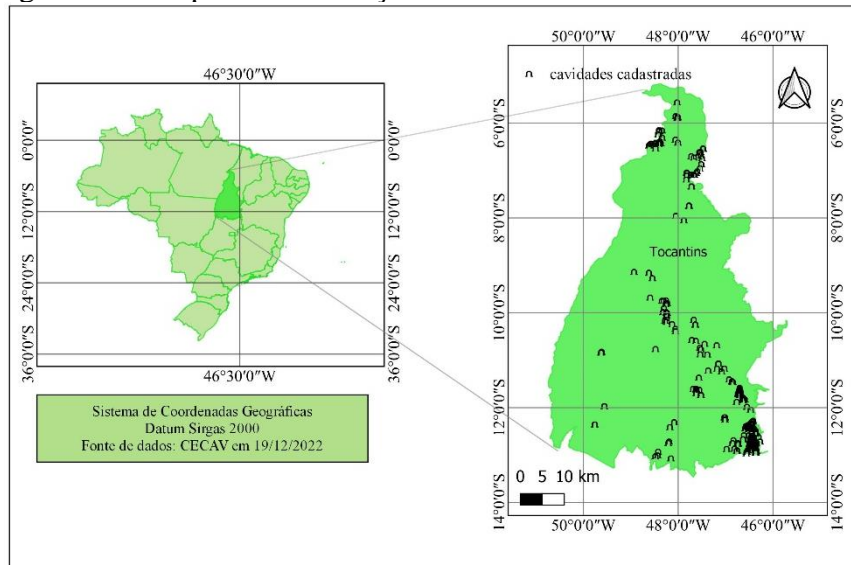 46°30'0"W
0°0'0"
12°0'0"S
24°0'0"S
36°0'0"S
0°0'0"
12°0'0"S
24°0'0"S
36°0'0"S
46°30'0"W
Sistema de Coordenadas Geográficas
Datum Sirgas 2000
Fonte de dados: CECAV em 19/12/2022
50°0'0"W 48°0'0"W 46°0'0"W
cavidades cadastradas
6°0'0"S
8°0'0"S
10°0'0"S
12°0'0"S
14°0'0"S
Tocantins
6°0'0"S
8°0'0"S
10°0'0"S
12°0'0"S
14°0'0"S
0 5 10 km
50°0'0"W 48°0'0"W 46°0'0"W